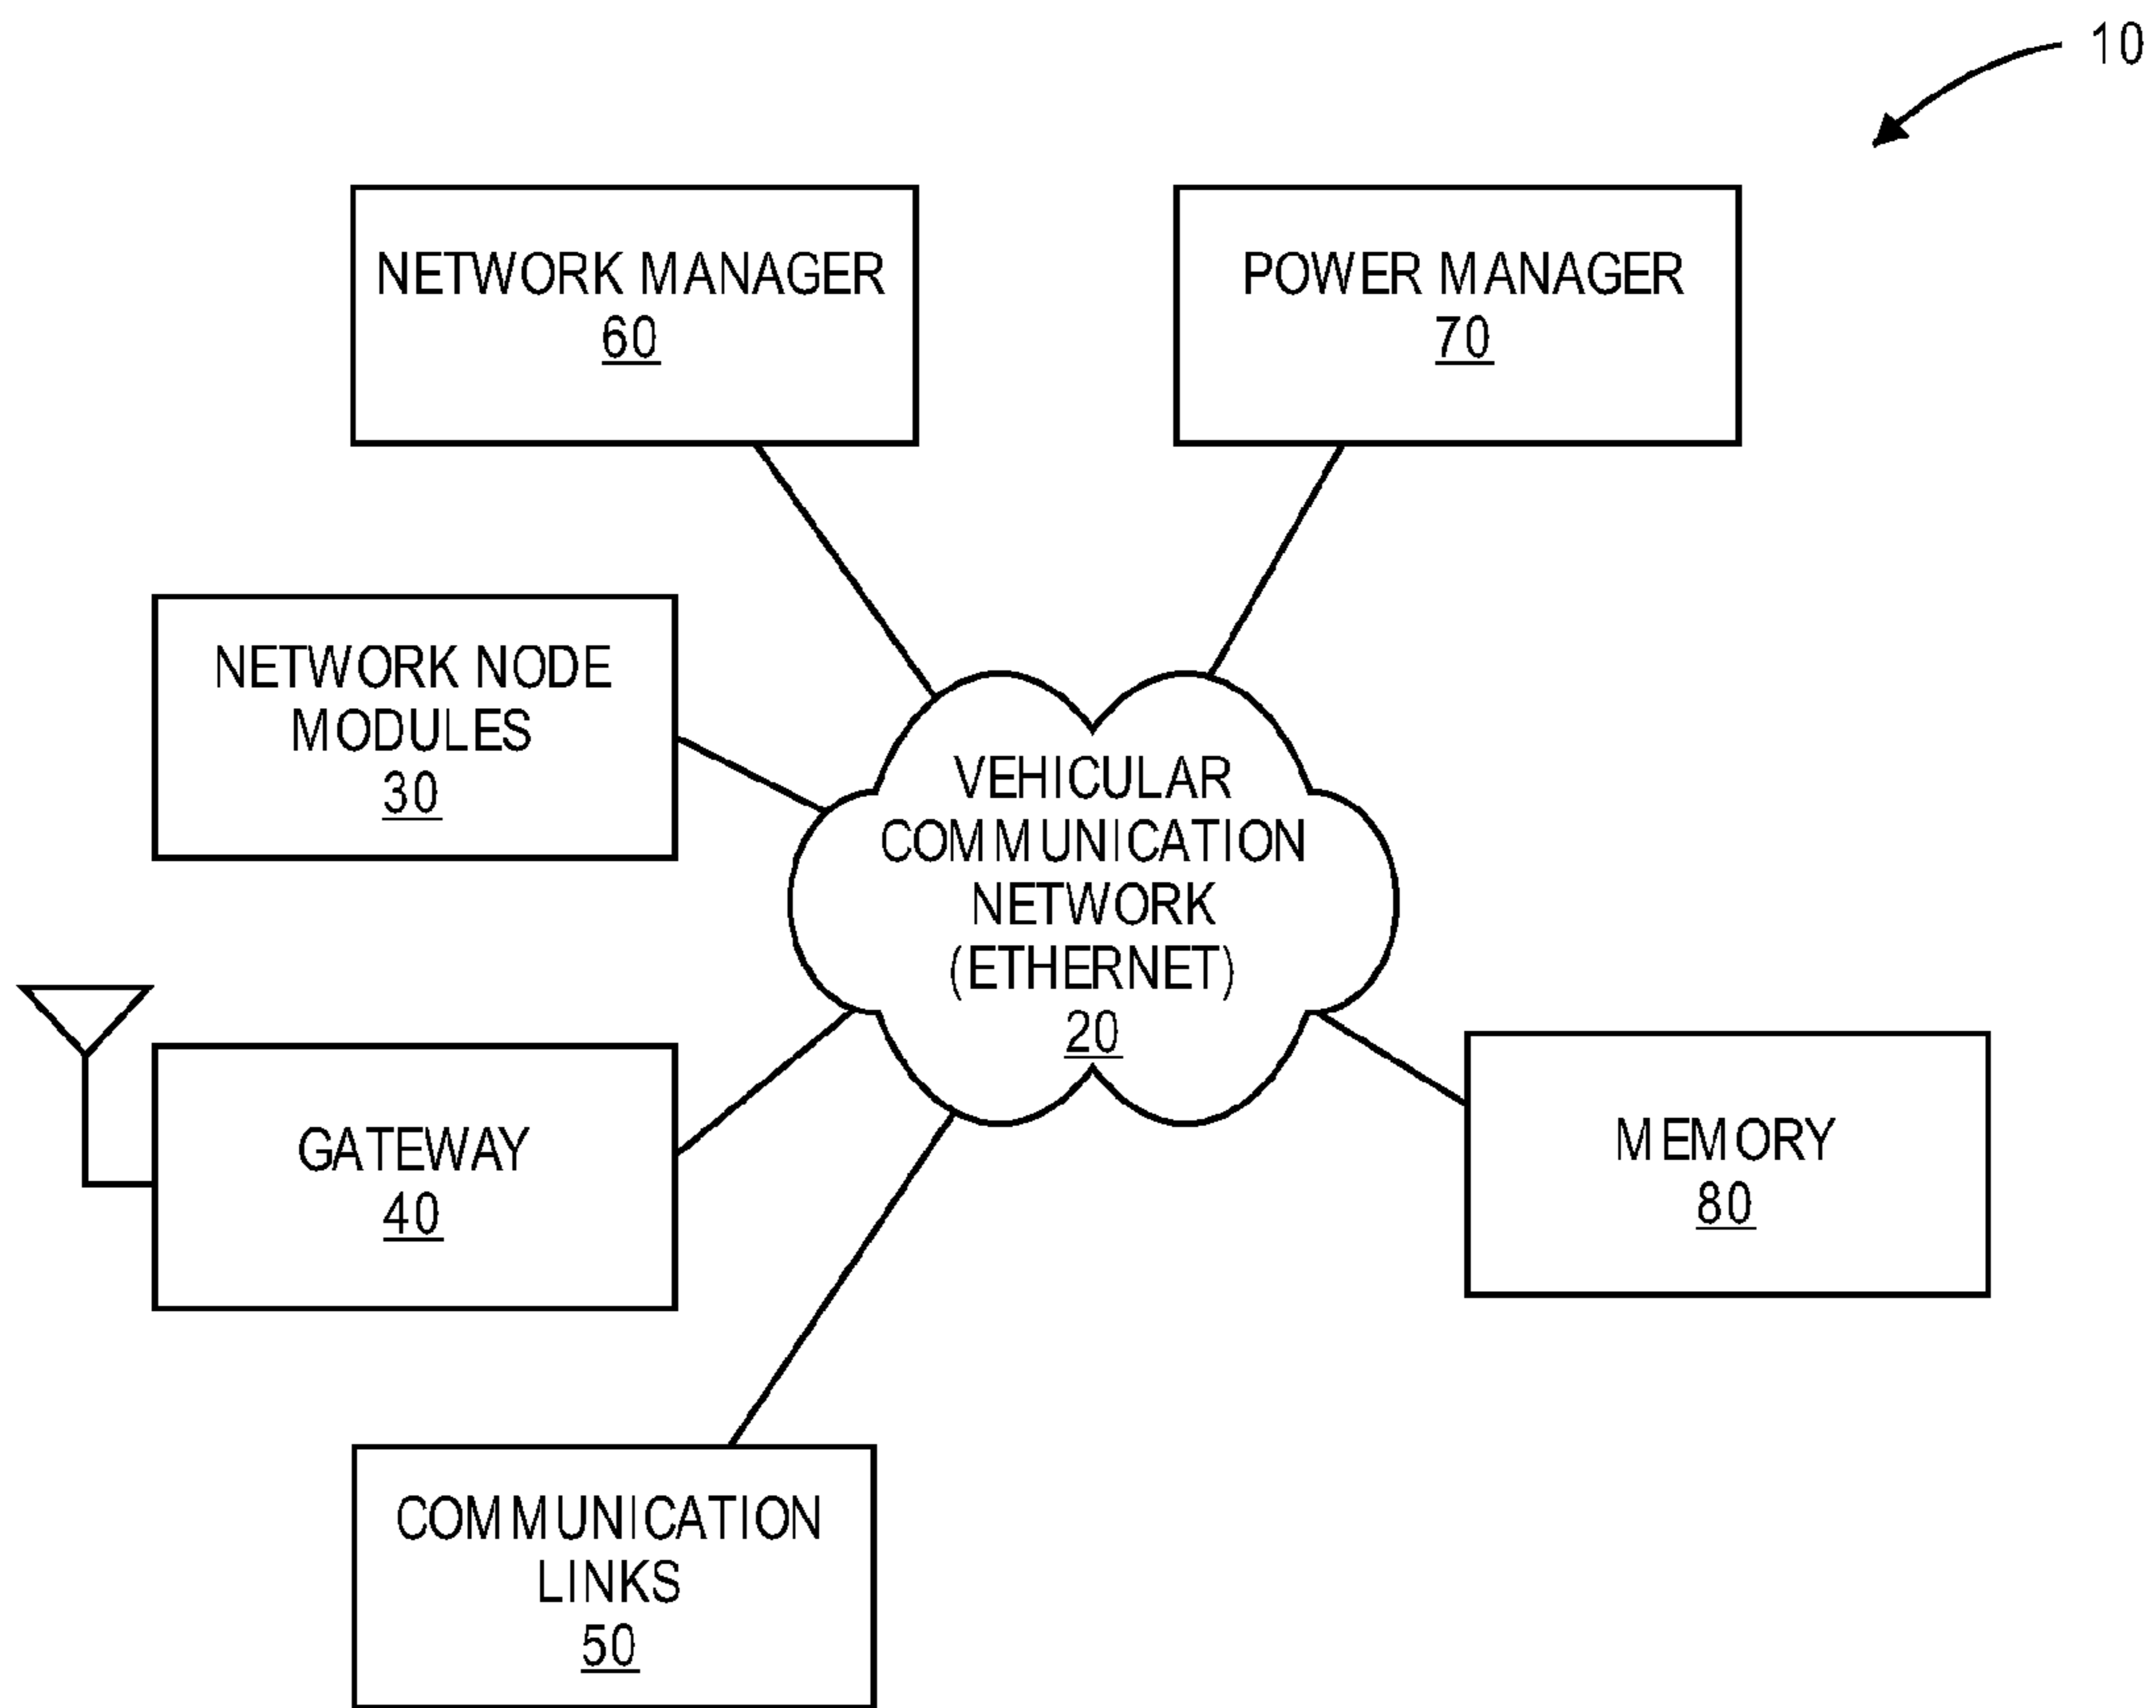 10
NETWORK MANAGER
60
POWER MANAGER
70
NETWORK NODE
MODULES
30
VEHICULAR
COMMUNICATION
NETWORK
(ETHERNET)
20
GATEWAY
40
MEMORY
80
COMMUNICATION
LINKS
50